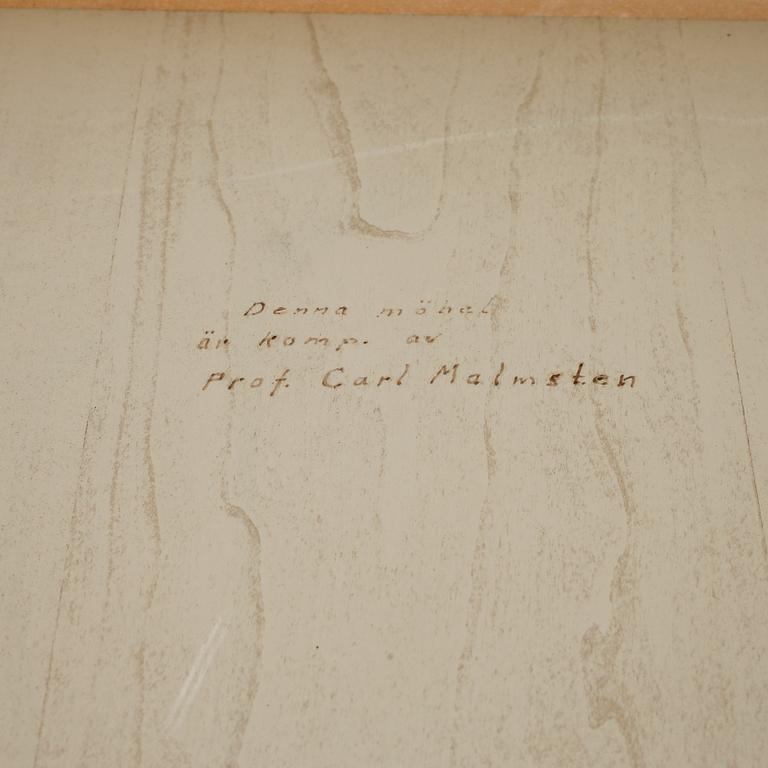 Denna möbel
är komp. av
Prof. Carl Malmsten